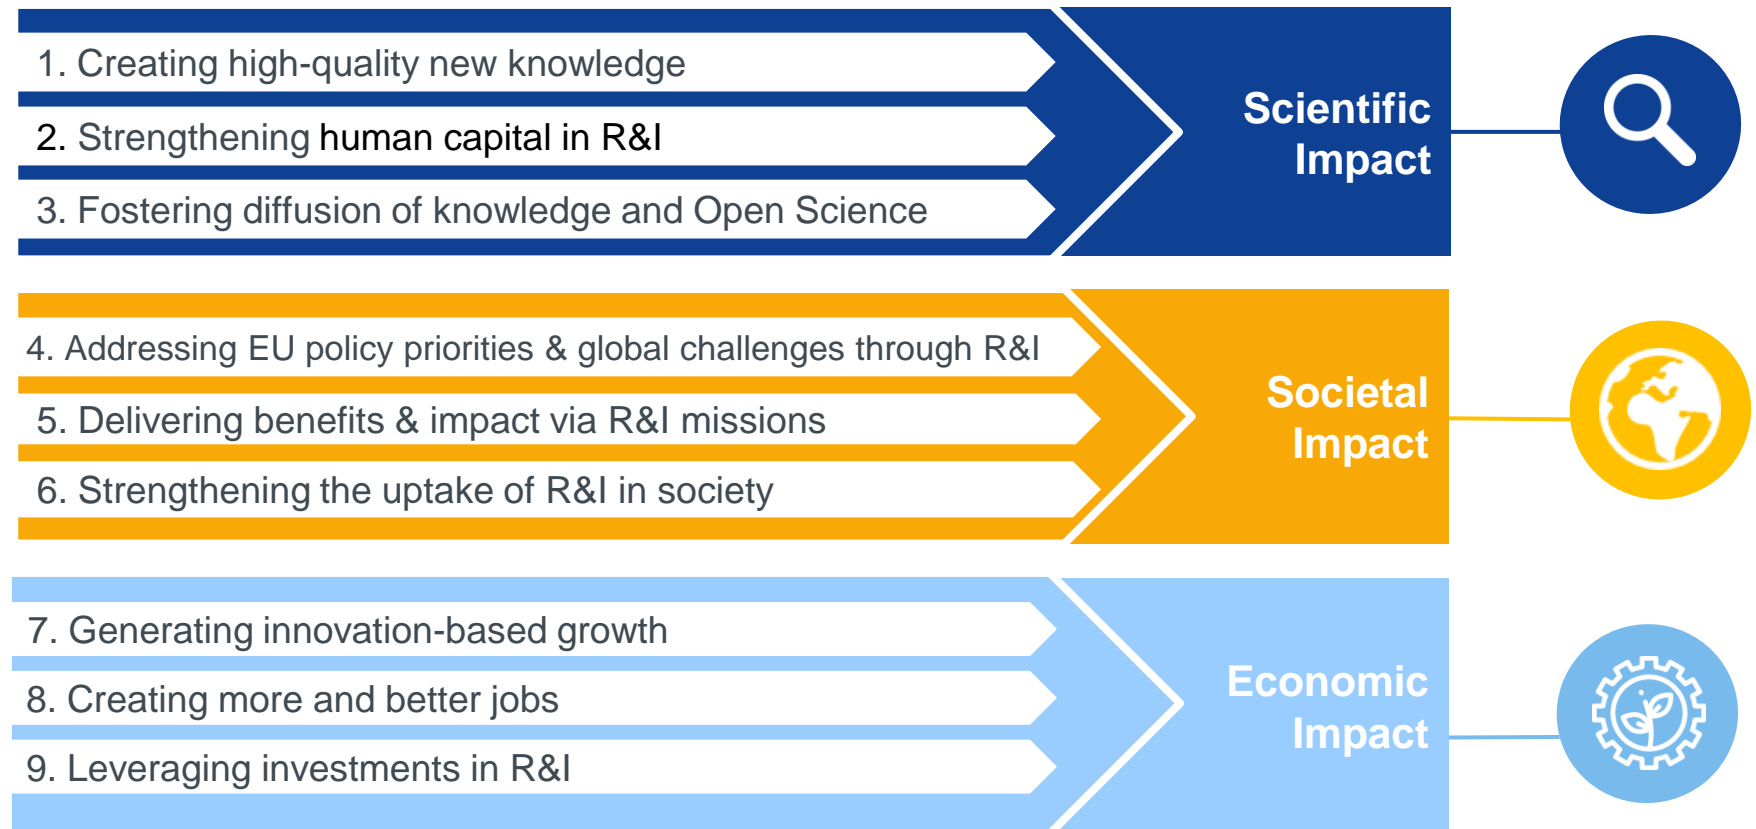 1. Creating high-quality new knowledge
2. Strengthening human capital in R&I
3. Fostering diffusion of knowledge and Open Science
Scientific
Impact
4. Addressing EU policy priorities & global challenges through R&I
5. Delivering benefits & impact via R&I missions
6. Strengthening the uptake of R&I in society
Societal
Impact
7. Generating innovation-based growth
8. Creating more and better jobs
9. Leveraging investments in R&I
Economic
Impact